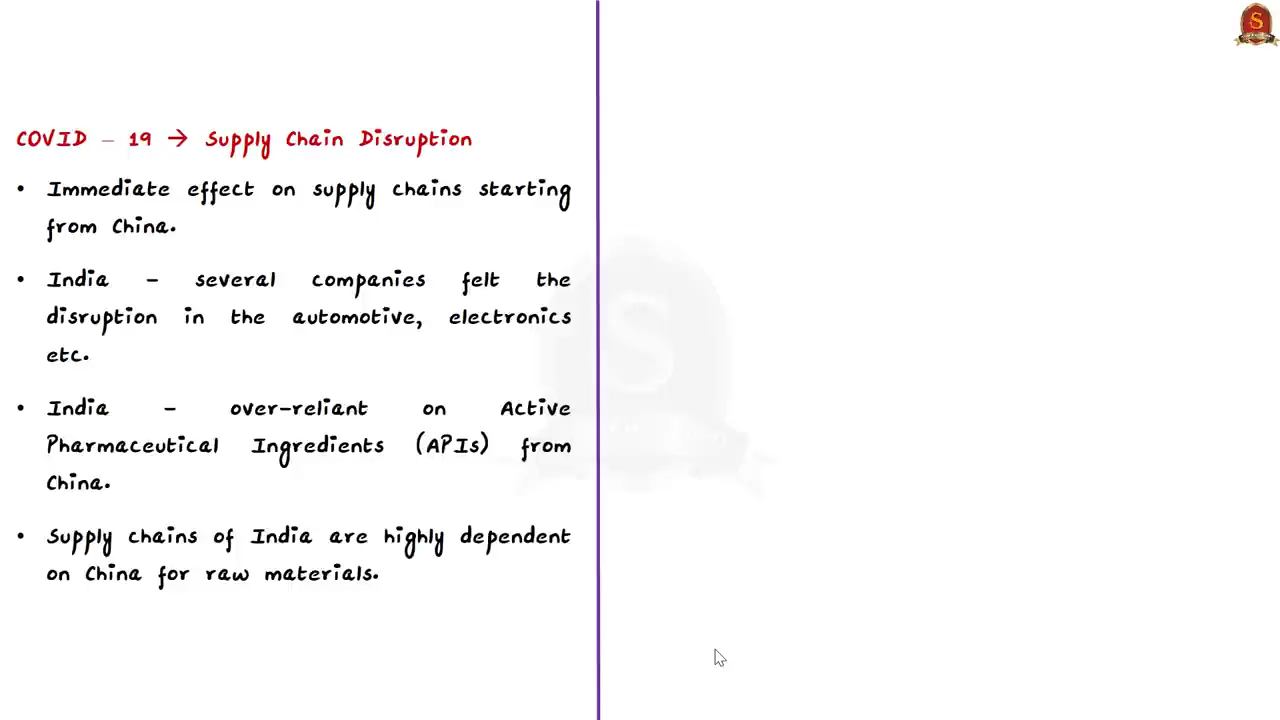 COVID – 19 → Supply Chain Disruption
• Immediate effect on supply chains starting
from China.
• India – several companies felt the
disruption in the automotive, electronics
etc.
• India – over-reliant on Active
Pharmaceutical Ingredients (APIs) from
China.
• Supply chains of India are highly dependent
on China for raw materials.
S
S